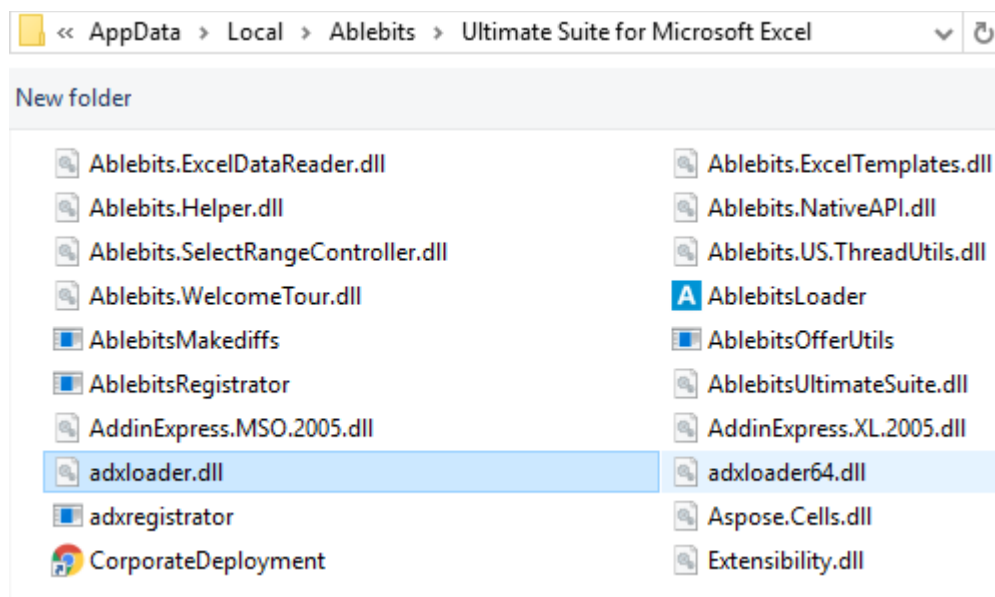 « AppData > Local > Ablebits > Ultimate Suite for Microsoft Excel
New folder
Ablebits.ExcelDataReader.dll
Ablebits.ExcelTemplates.dll
Ablebits.Helper.dll
Ablebits.NativeAPI.dll
Ablebits.SelectRangeController.dll
Ablebits.US.ThreadUtils.dll
Ablebits.WelcomeTour.dll
A AblebitsLoader
AblebitsMakediffs
AblebitsOfferUtils
AblebitsRegistrator
AblebitsUltimateSuite.dll
AddinExpress.MSO.2005.dll
AddinExpress.XL.2005.dll
adxloader.dll
adxloader64.dll
adxregistrator
Aspose.Cells.dll
CorporateDeployment
Extensibility.dll